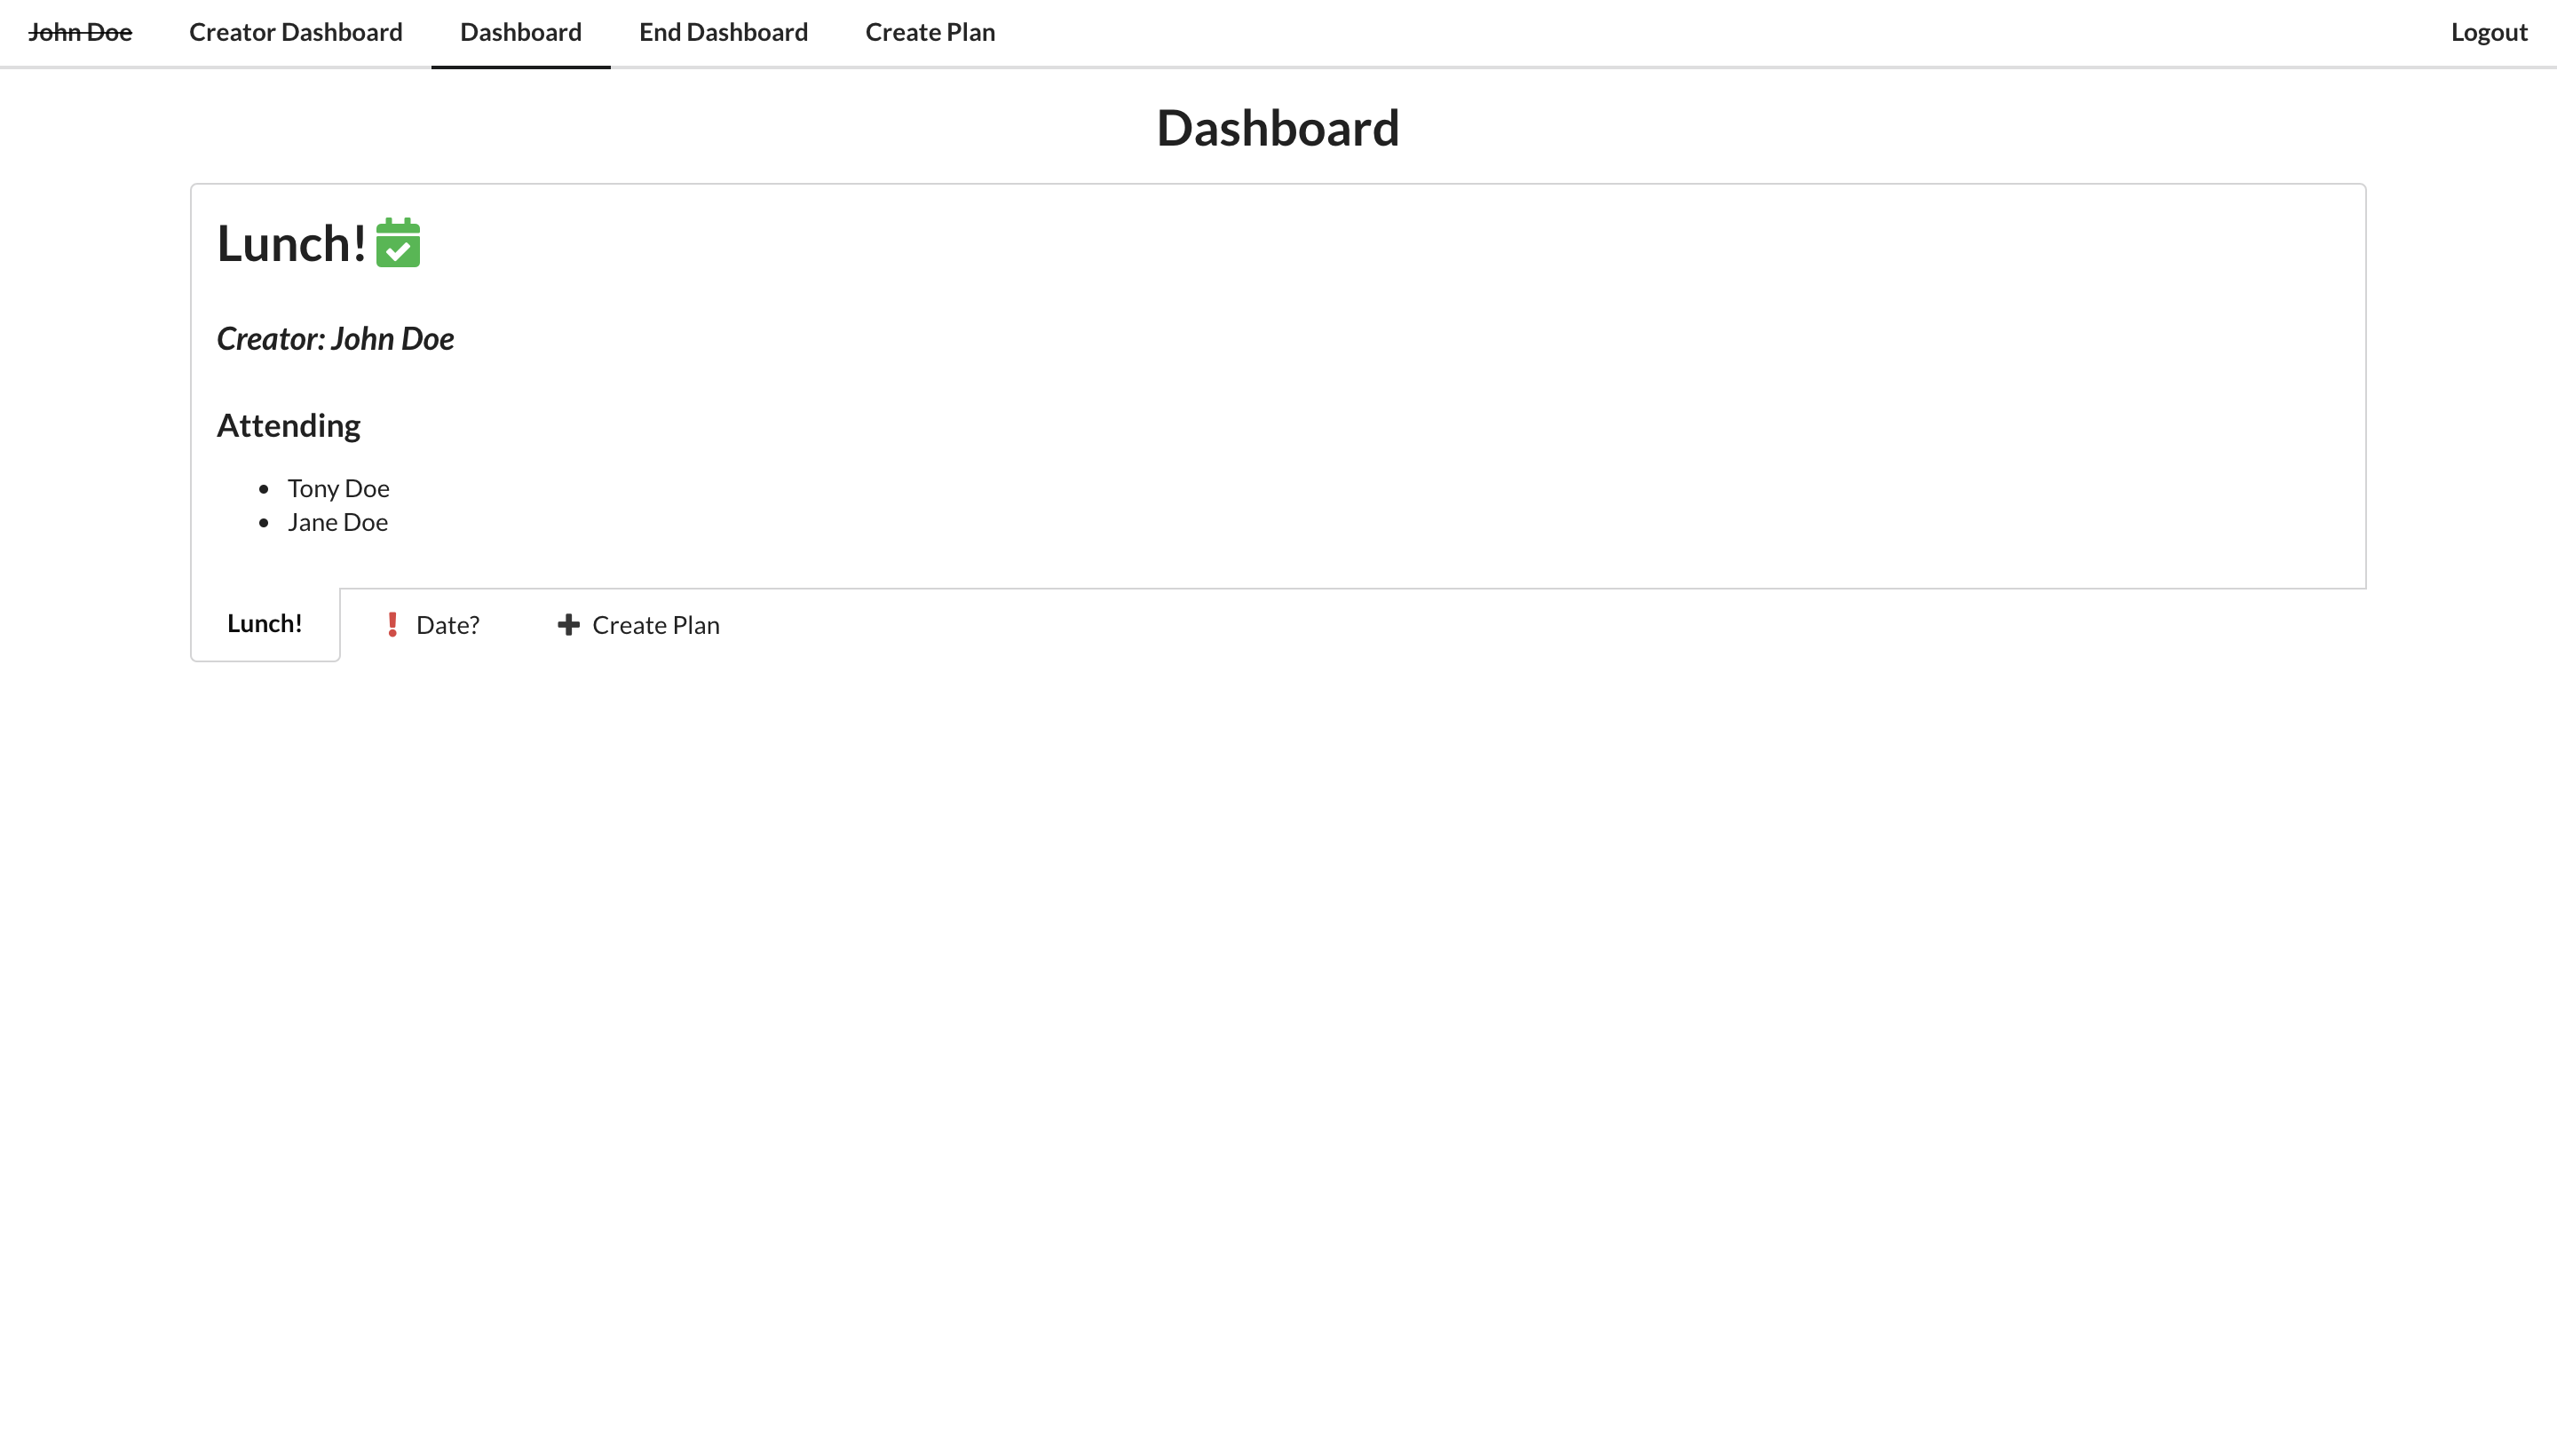 John Doe Creator Dashboard Dashboard End Dashboard Create Plan Logout
Dashboard
Lunch!
Creator: John Doe
Attending
Tony Doe
Jane Doe
Lunch! Date? Create Plan